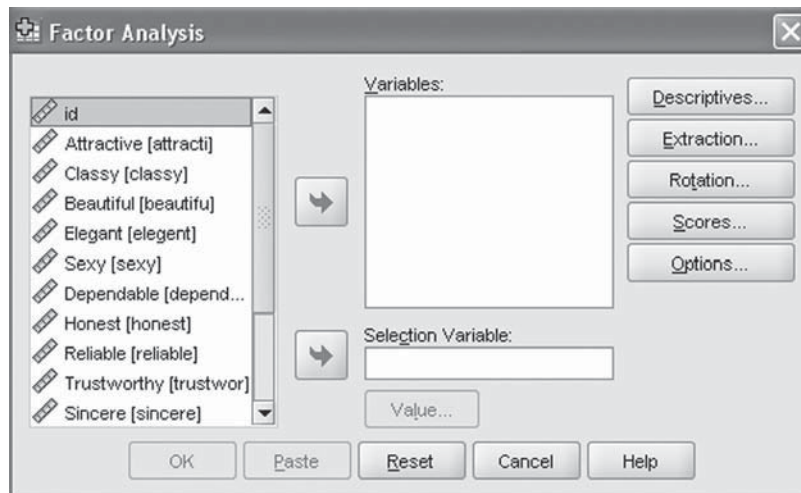 Factor Analysis
id
Attractive [attracti]
Classy [classy]
Beautiful [beautifu]
Elegant [elegent]
Sexy [sexy]
Dependable [depend...
Honest [honest]
Reliable [reliable]
Trustworthy [trustwor]
Sincere [sincere]
Variables:
Selection Variable:
Value...
Descriptives...
Extraction...
Rotation...
Scores...
Options...
OK
Paste
Reset
Cancel
Help